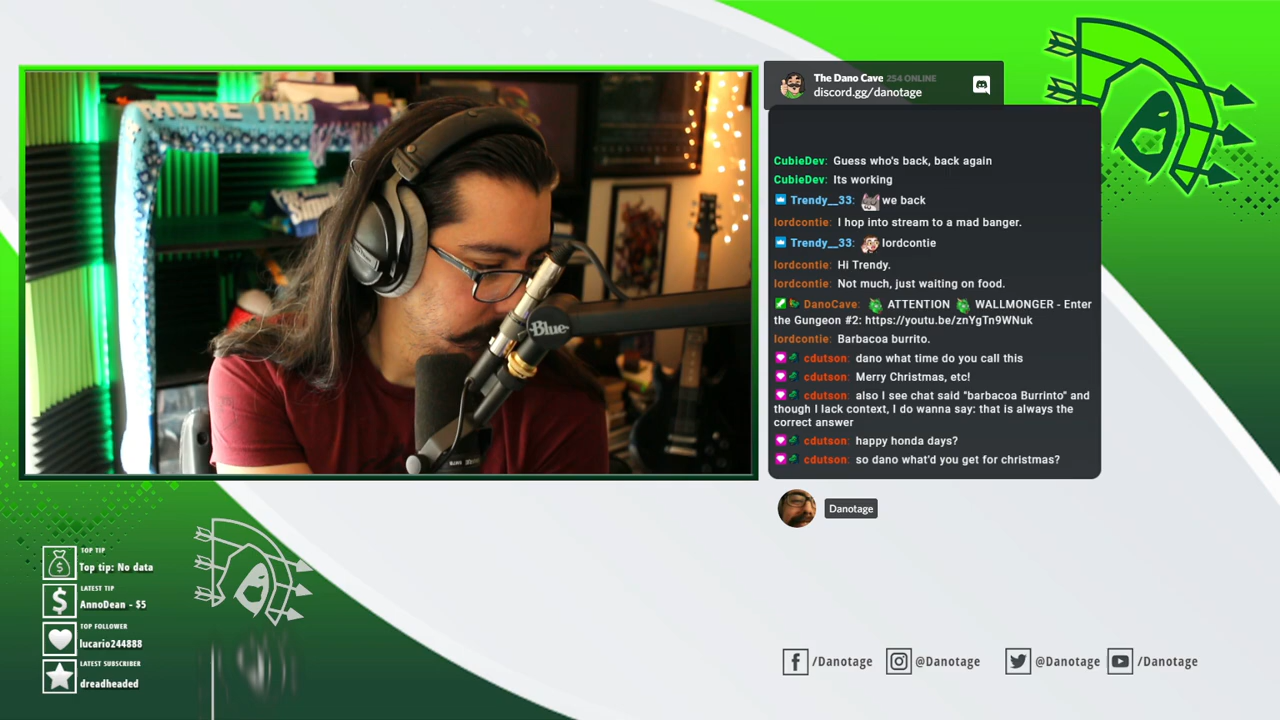 MORE THA
Blue
The Dano Cave 254 ONLINE
discord.gg/danotage
CubieDev: Guess who's back, back again
CubieDev: Its working
Trendy__33: we back
lordcontie: I hop into stream to a mad banger.
Trendy__33: lordcontie
lordcontie: Hi Trendy.
lordcontie: Not much, just waiting on food.
DanoCave: ATTENTION WALLMONGER - Enter
the Gungeon #2: https://youtu.be/znYgTn9WNuk
lordcontie: Barbacoa burrito.
cdutson: dano what time do you call this
cdutson: Merry Christmas, etc!
cdutson: also I see chat said "barbacoa Burrinto" and
though I lack context, I do wanna say: that is always the
correct answer
cdutson: happy honda days?
cdutson: so dano what'd you get for christmas?
Danotage
TOP TIP
Top tip: No data
LATEST TIP
AnnoDean - $5
TOP FOLLOWER
lucario244888
LATEST SUBSCRIBER
dreadheaded
/Danotage
@Danotage
@Danotage
/Danotage